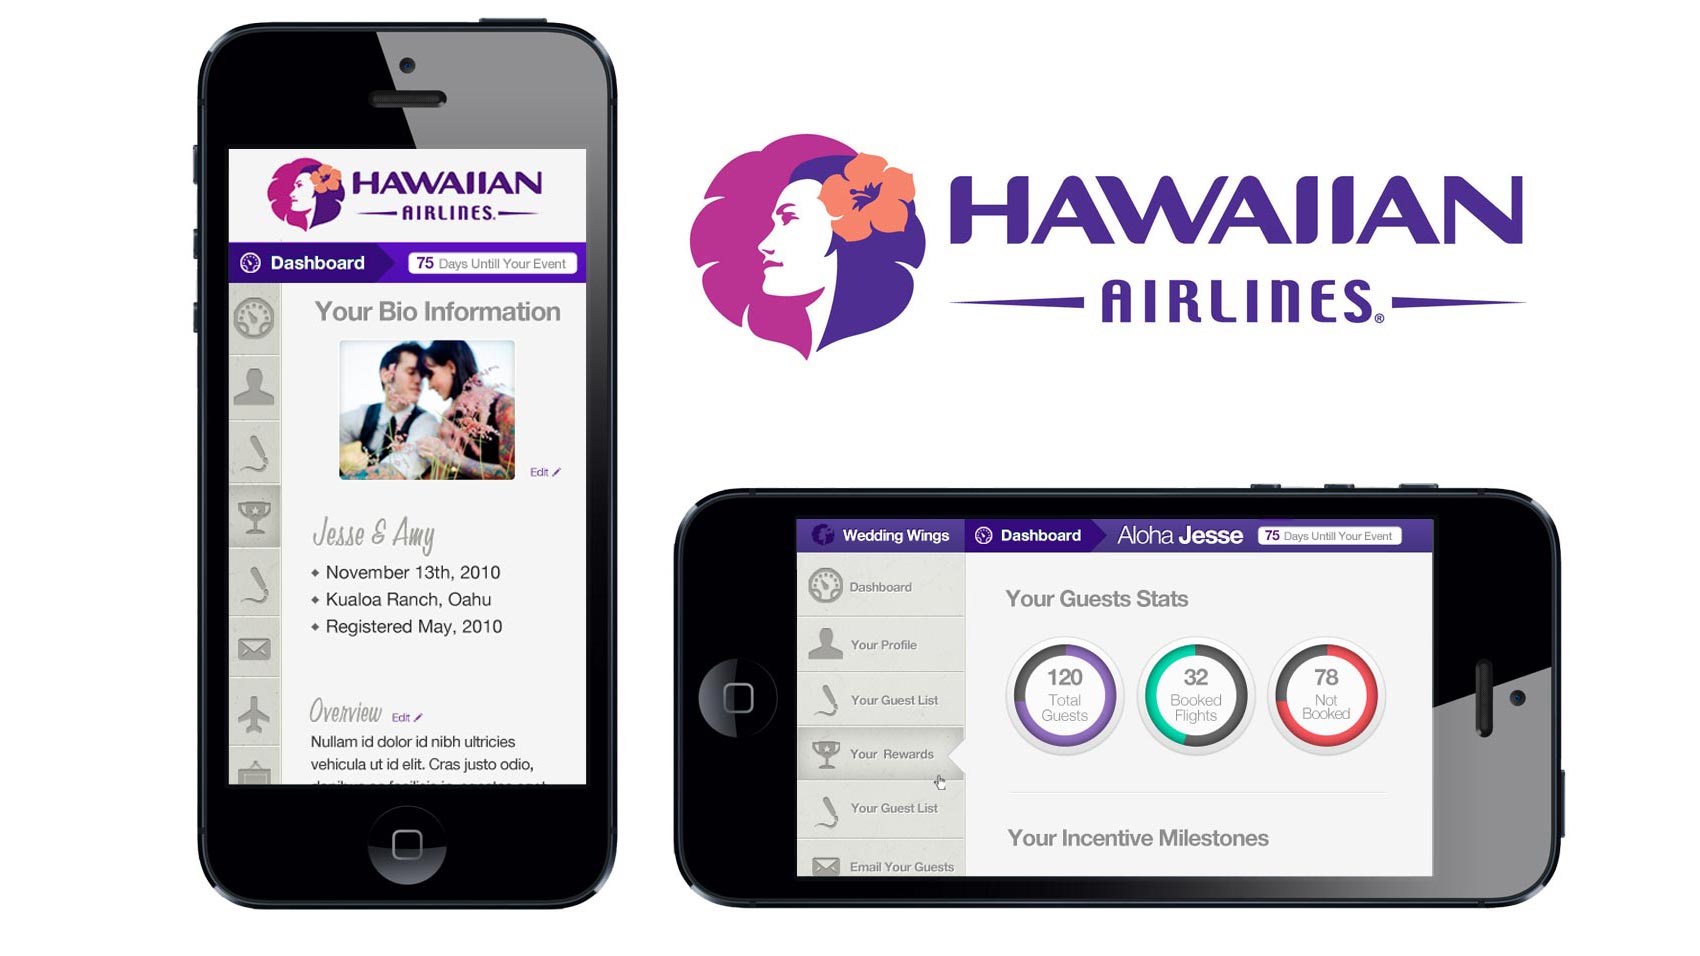 HAWAIIAN
AIRLINES.
Dashboard
75 Days Untill Your Event
Your Bio Information
Edit
Jesse & Amy
November 13th, 2010
Kualoa Ranch, Oahu
Registered May, 2010
Overview Edit
Nullam id dolor id nibh ultricies
vehicula ut id elit. Cras justo odio,
HAWAIIAN
AIRLINES.®
Wedding Wings
Dashboard
Aloha Jesse
75 Days Untill Your Event
Dashboard
Your Profile
Your Guest List
Your Rewards
Your Guest List
Email Your Guests
Your Guests Stats
120
Total
Guests
32
Booked
Flights
78
Not
Booked
Your Incentive Milestones